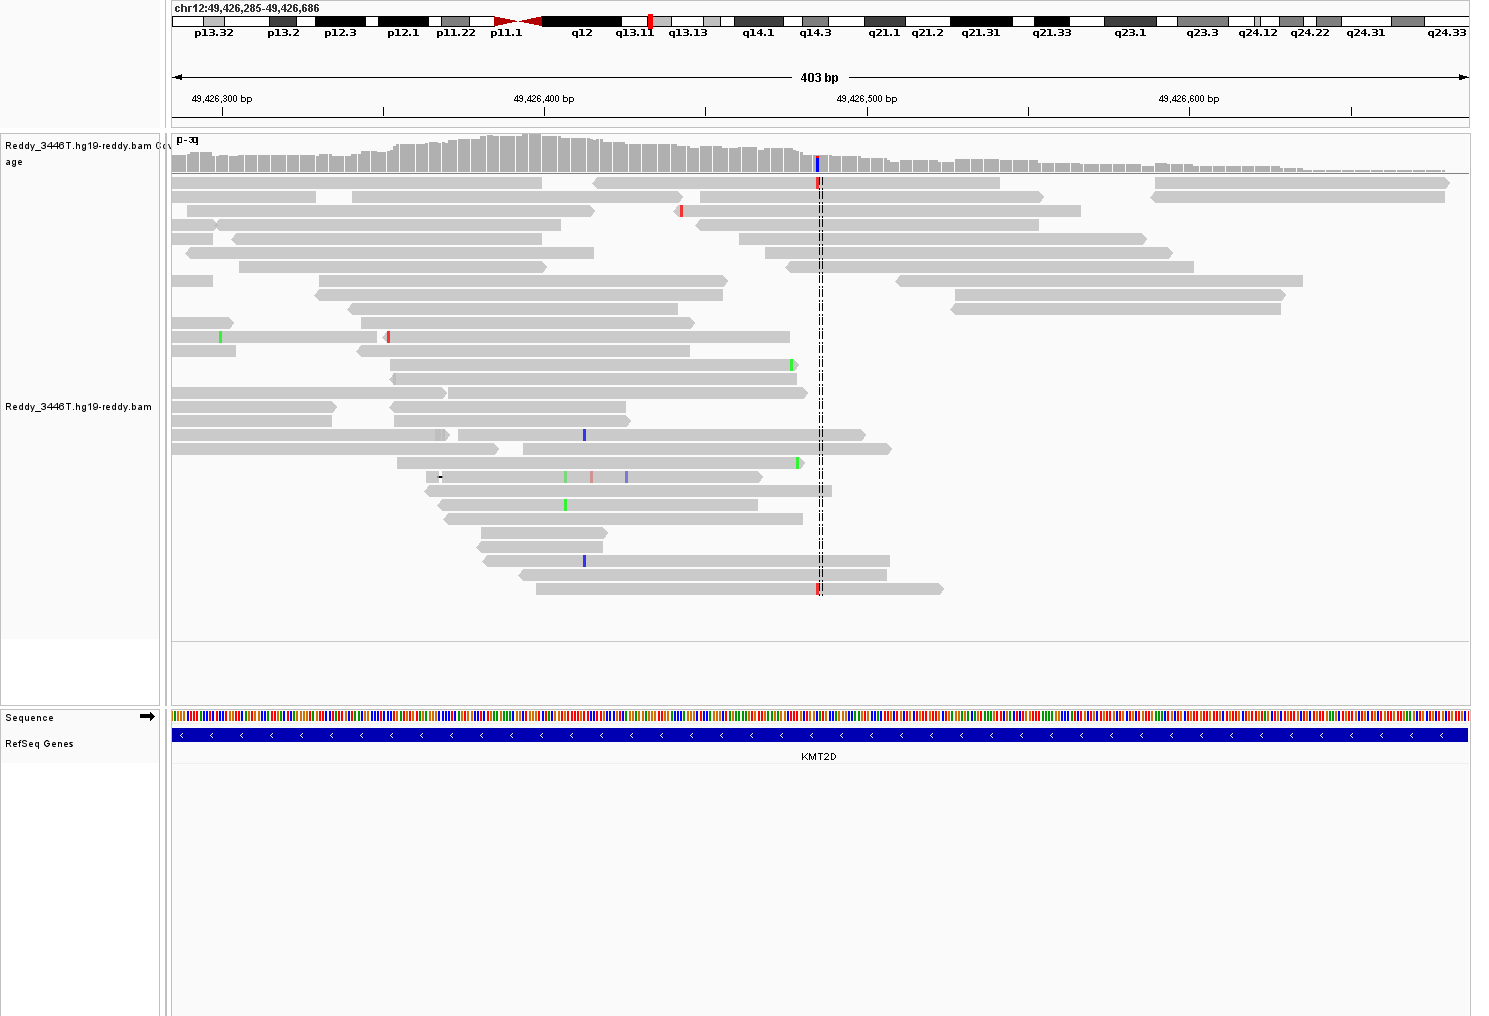 chr12:49,426,285-49,426,686
p13.32 p13.2 p12.3 p12.1 p11.22 p11.1 q12 q13.11 q13.13 q14.1 q14.3 q21.1 q21.2 q21.31 q21.33 q23.1 q23.3 q24.12 q24.22 q24.31 q24.33
403 bp
49,426,300 bp 49,426,400 bp 49,426,500 bp 49,426,600 bp
Reddy_3446T.hg19-reddy.bam Cov
age
Reddy_3446T.hg19-reddy.bam
Sequence
RefSeq Genes
KMT2D